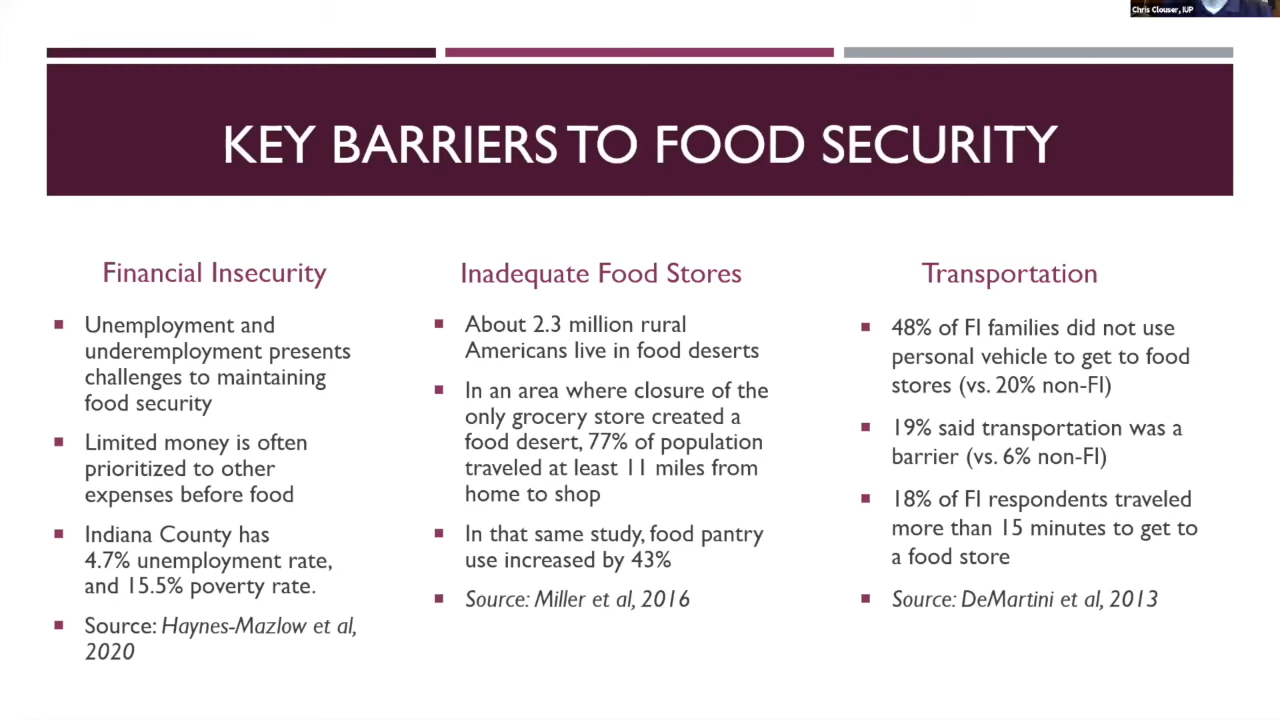 Chris Clouser, IUP
KEY BARRIERS TO FOOD SECURITY
Financial Insecurity
▪ Unemployment and
underemployment presents
challenges to maintaining
food security
▪ Limited money is often
prioritized to other
expenses before food
▪ Indiana County has
4.7% unemployment rate,
and 15.5% poverty rate.
▪ Source: Haynes-Mazlow et al,
2020
Inadequate Food Stores
▪ About 2.3 million rural
Americans live in food deserts
▪ In an area where closure of the
only grocery store created a
food desert, 77% of population
traveled at least 11 miles from
home to shop
▪ In that same study, food pantry
use increased by 43%
▪ Source: Miller et al, 2016
Transportation
▪ 48% of FI families did not use
personal vehicle to get to food
stores (vs. 20% non-FI)
▪ 19% said transportation was a
barrier (vs. 6% non-FI)
▪ 18% of FI respondents traveled
more than 15 minutes to get to
a food store
▪ Source: DeMartini et al, 2013